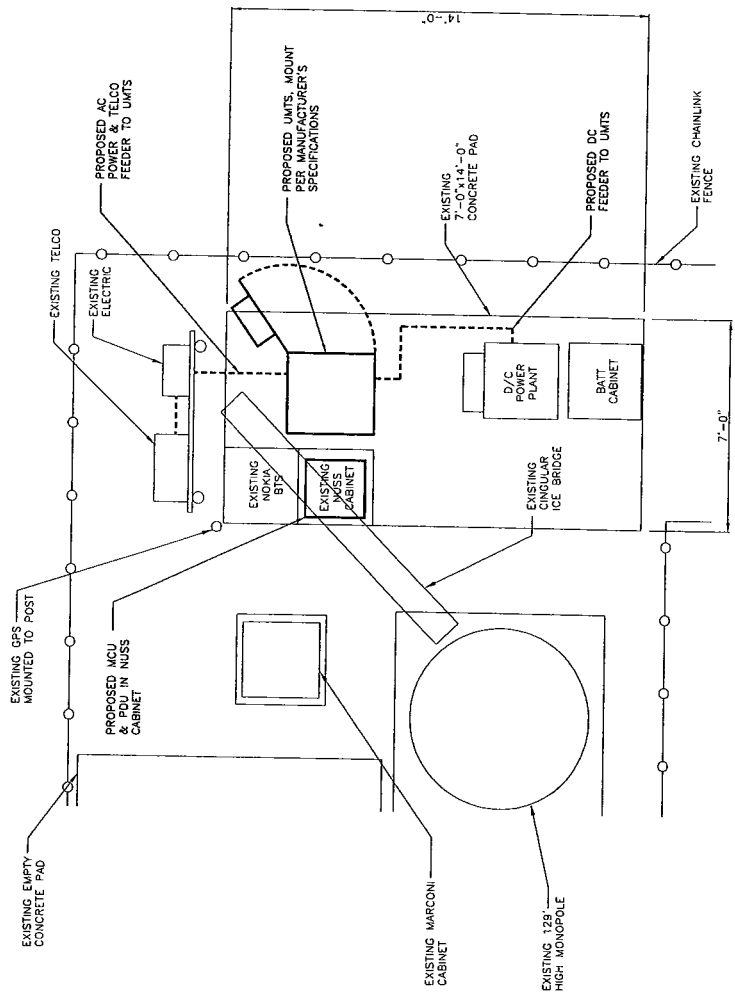 EXISTING TELCO
EXISTING
ELECTRIC
PROPOSED AC
POWER & TELCO
FEEDER TO UMTS
14'-0"
PROPOSED UMTS, MOUNT
PER MANUFACTURER'S
SPECIFICATIONS
EXISTING
7'-0"x14'-0"
CONCRETE PAD
PROPOSED DC
FEEDER TO UMTS
EXISTING CHAINLINK
FENCE
EXISTING GPS
MOUNTED TO POST
EXISTING
NOKIA
BTS
EXISTING
NUSS
CABINET
D/C
POWER
PLANT
BATT
CABINET
7'-0"
EXISTING
CINGULAR
ICE BRIDGE
PROPOSED MCU
& PDU IN NUSS
CABINET
EXISTING EMPTY
CONCRETE PAD
EXISTING MARCONI
CABINET
EXISTING 129'
HIGH MONOPOLE